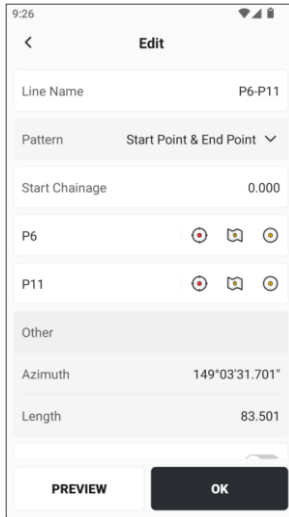 9:26
Edit
Line Name P6-P11
Pattern Start Point & End Point
Start Chainage 0.000
P6
P11
Other
Azimuth 149°03'31.701"
Length 83.501
PREVIEW OK